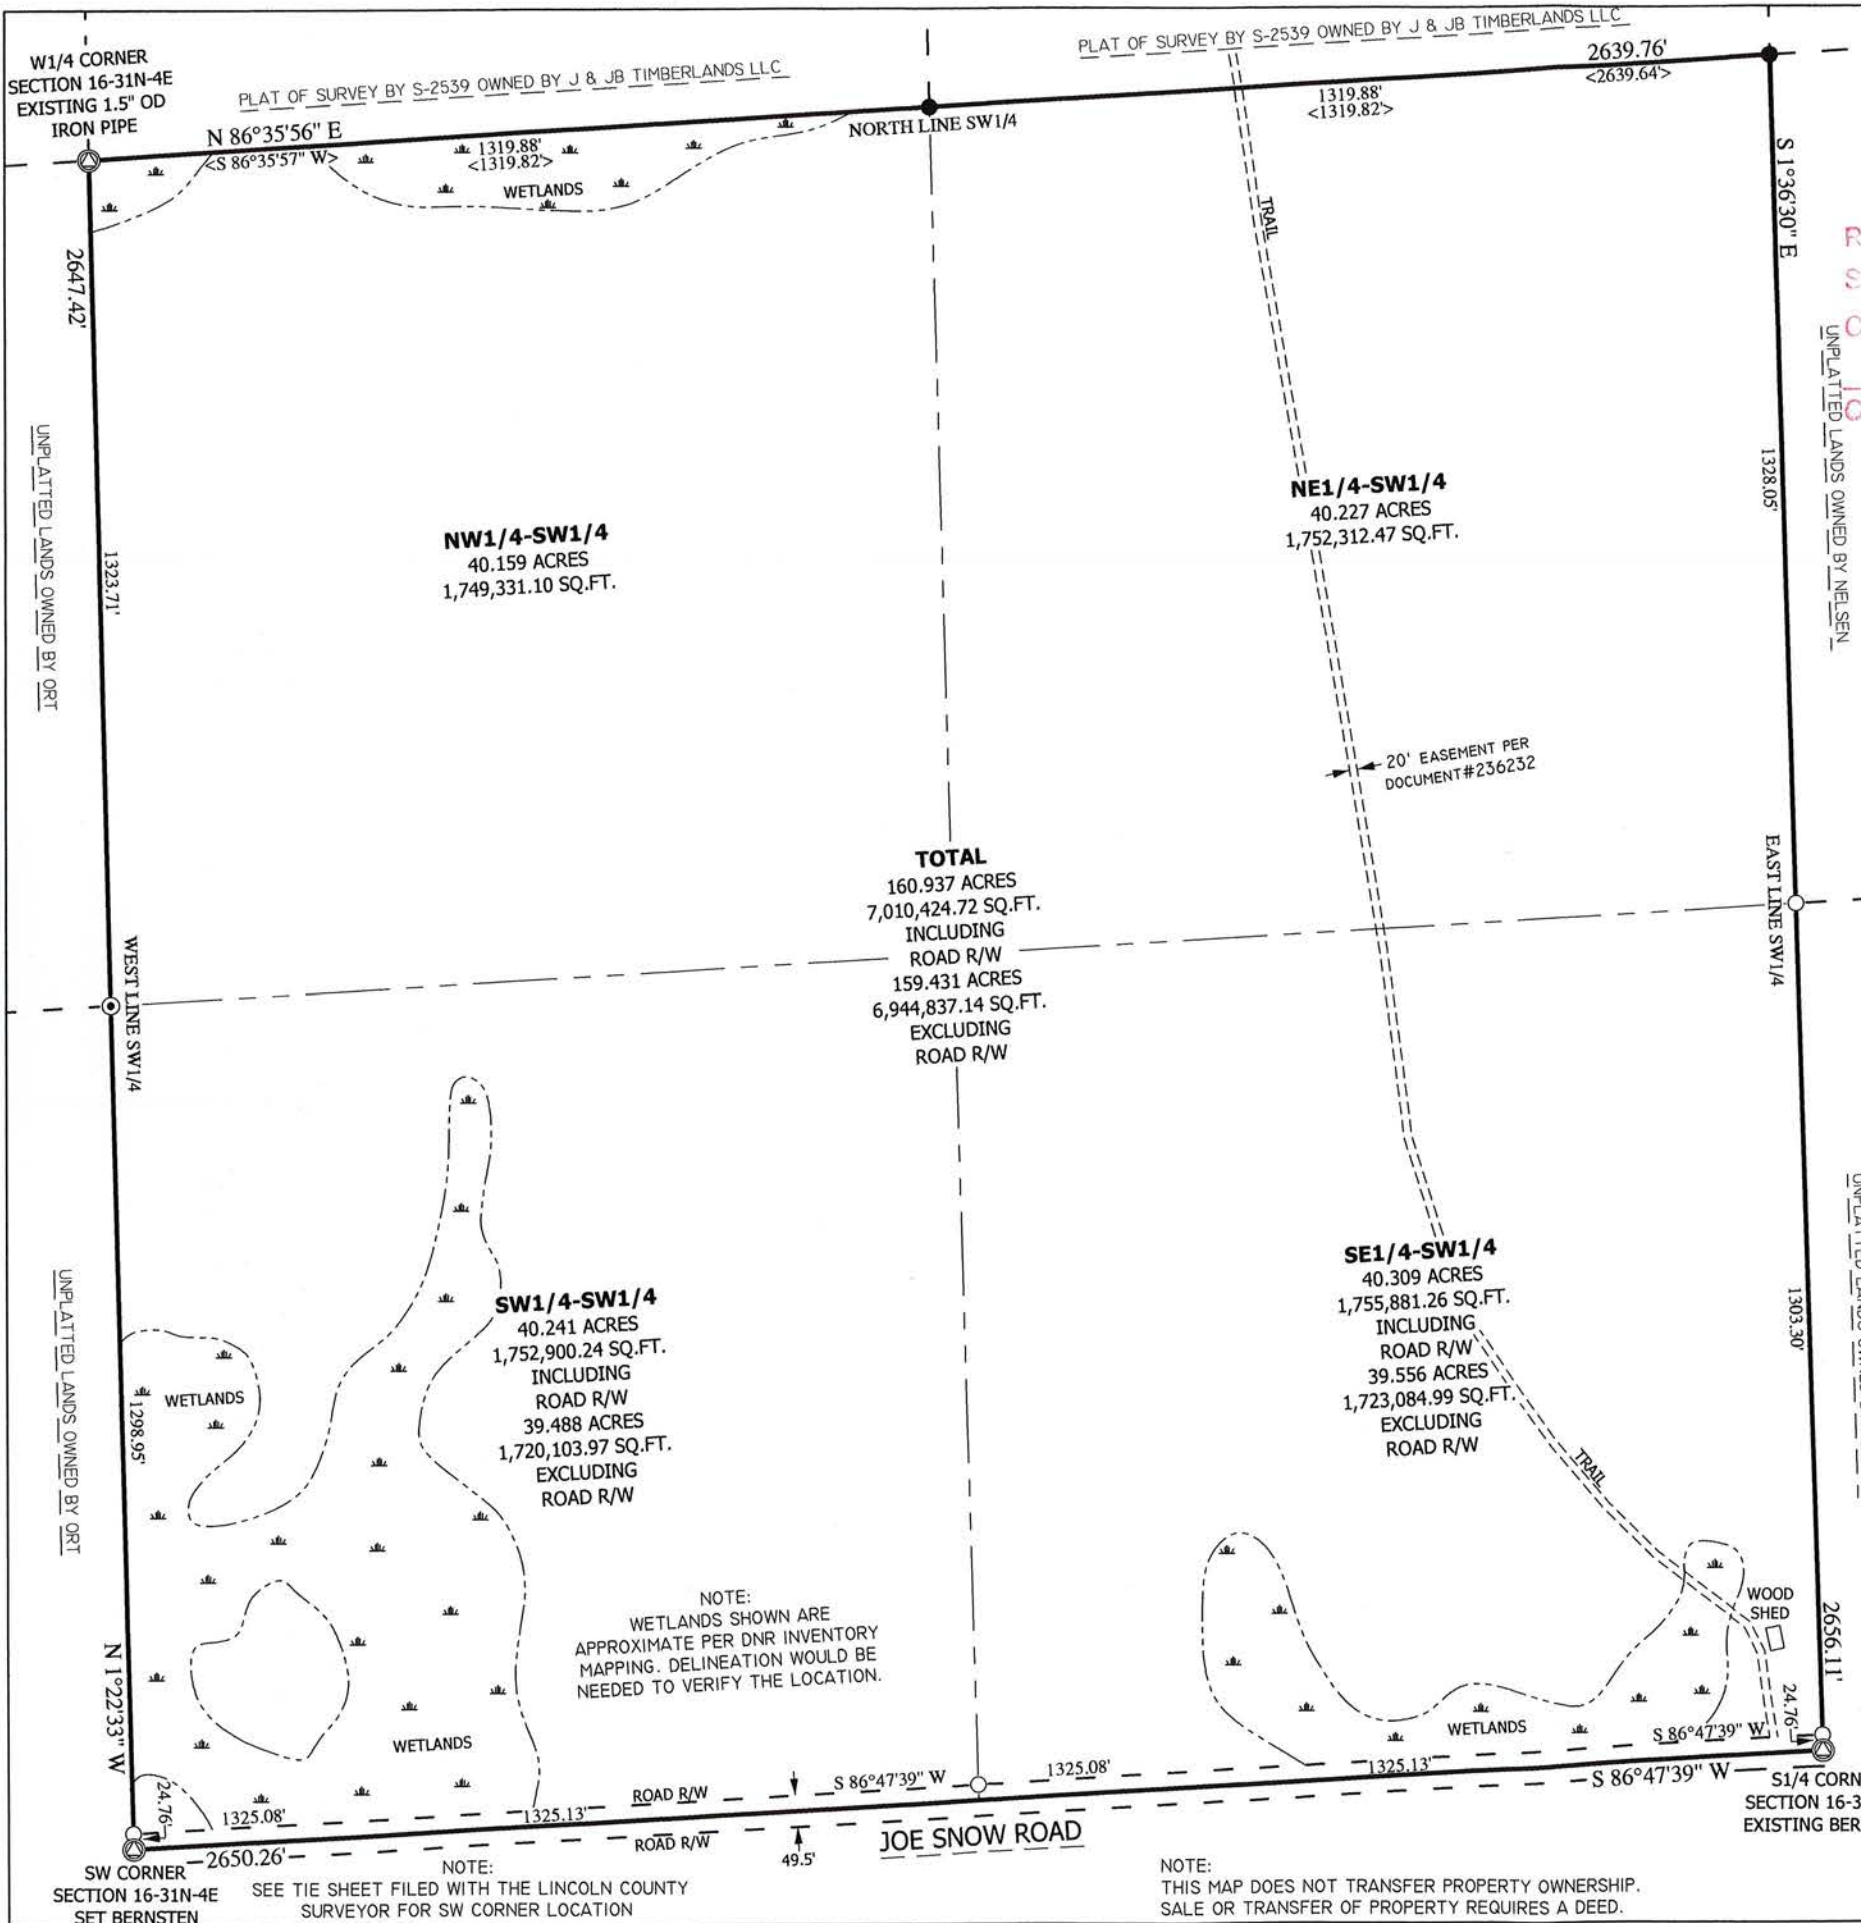 W1/4 CORNER
SECTION 16-31N-4E
EXISTING 1.5" OD
IRON PIPE
PLAT OF SURVEY BY S-2539 OWNED BY J & JB TIMBERLANDS LLC
PLAT OF SURVEY BY S-2539 OWNED BY J & JB TIMBERLANDS LLC
2639.76'
<2639.64'>
N 86°35'56" E
<S 86°35'57" W>
1319.88'
<1319.82'>
WETLANDS
NORTH LINE SW1/4
1319.88'
<1319.82'>
S 1°36'30" E
TRAIL
2647.42'
UNPLATTED LANDS OWNED BY ORT
1323.71'
NW1/4-SW1/4
40.159 ACRES
1,749,331.10 SQ.FT.
NE1/4-SW1/4
40.227 ACRES
1,752,312.47 SQ.FT.
1328.05'
UNPLATTED LANDS OWNED BY NELSEN
20' EASEMENT PER
DOCUMENT#236232
TOTAL
160.937 ACRES
7,010,424.72 SQ.FT.
INCLUDING
ROAD R/W
159.431 ACRES
6,944,837.14 SQ.FT.
EXCLUDING
ROAD R/W
WEST LINE SW1/4
EAST LINE SW1/4
UNPLATTED LANDS OWNED BY ORT
1298.95'
WETLANDS
SW1/4-SW1/4
40.241 ACRES
1,752,900.24 SQ.FT.
INCLUDING
ROAD R/W
39.488 ACRES
1,720,103.97 SQ.FT.
EXCLUDING
ROAD R/W
SE1/4-SW1/4
40.309 ACRES
1,755,881.26 SQ.FT.
INCLUDING
ROAD R/W
39.556 ACRES
1,723,084.99 SQ.FT.
EXCLUDING
ROAD R/W
1303.30'
UNPLATTED LANDS
TRAIL
WOOD
SHED
2656.11'
NOTE:
WETLANDS SHOWN ARE
APPROXIMATE PER DNR INVENTORY
MAPPING. DELINEATION WOULD BE
NEEDED TO VERIFY THE LOCATION.
N 1°22'33" W
WETLANDS
WETLANDS
24.76'
S 86°47'39" W
24.76'
1325.08'
1325.13'
ROAD R/W
S 86°47'39" W
1325.08'
1325.13'
S 86°47'39" W
ROAD R/W
49.5'
JOE SNOW ROAD
2650.26'
S1/4 CORN
SECTION 16-3
EXISTING BER
SW CORNER
SECTION 16-31N-4E
SET BERNSTEN
NOTE:
SEE TIE SHEET FILED WITH THE LINCOLN COUNTY
SURVEYOR FOR SW CORNER LOCATION
NOTE:
THIS MAP DOES NOT TRANSFER PROPERTY OWNERSHIP.
SALE OR TRANSFER OF PROPERTY REQUIRES A DEED.